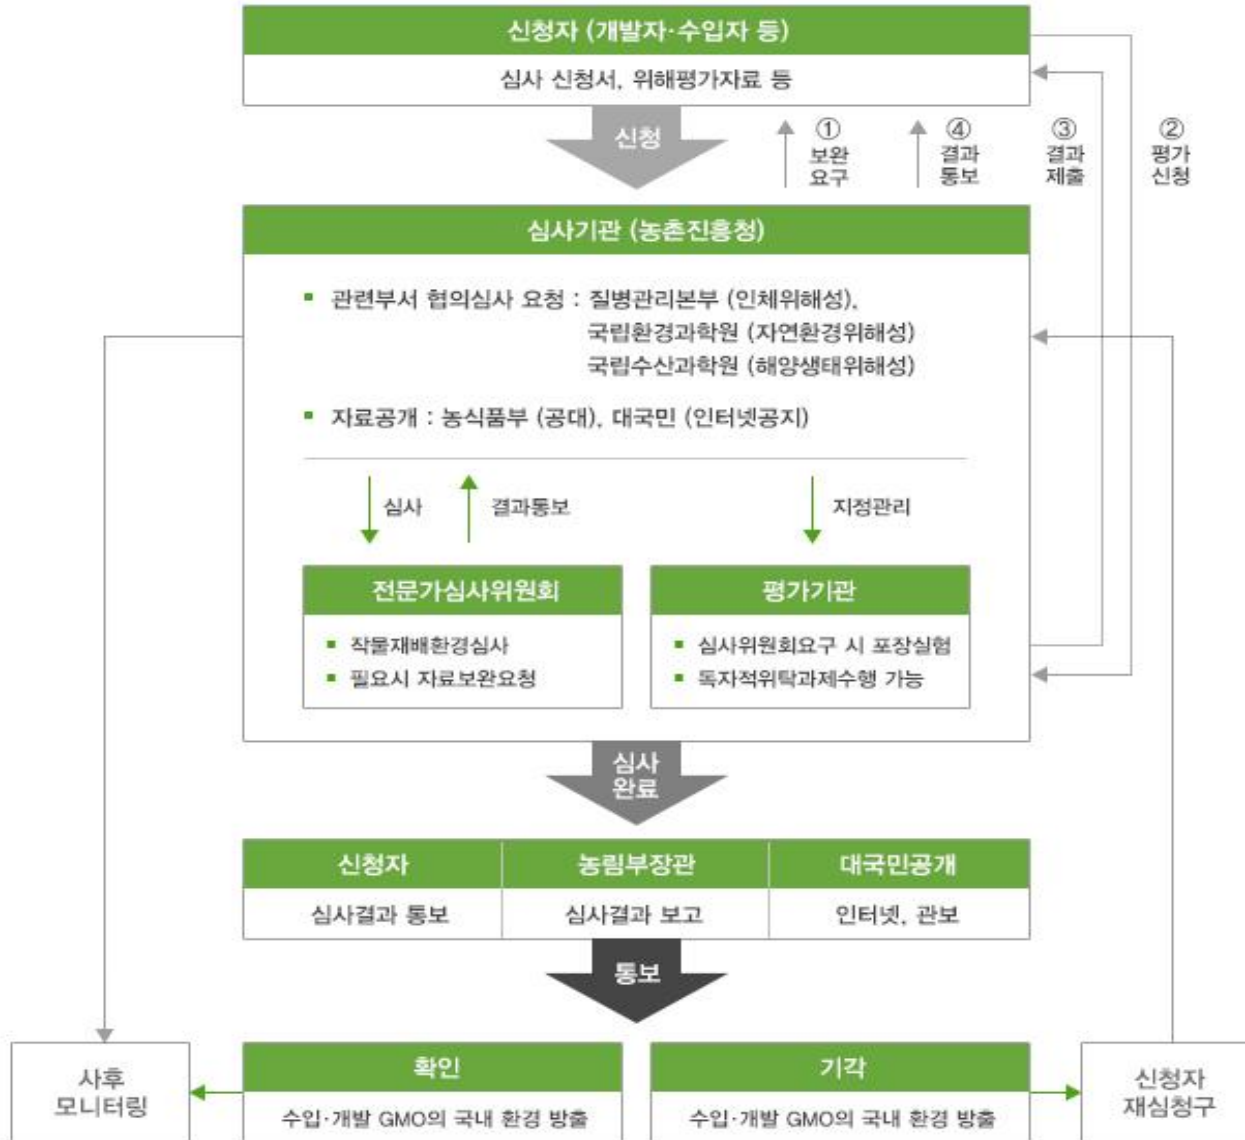 신청자 (개발자·수입자 등)
심사 신청서, 위해평가자료 등
신청
①
보완
요구
④
결과
통보
③
결과
제출
②
평가
신청
심사기관 (농촌진흥청)
▪ 관련부서 협의심사 요청 : 질병관리본부 (인체위해성),
국립환경과학원 (자연환경위해성)
국립수산과학원 (해양생태위해성)
▪ 자료공개 : 농식품부 (공대), 대국민 (인터넷공지)
심사
결과통보
지정관리
전문가심사위원회
▪ 작물재배환경심사
▪ 필요시 자료보완요청
평가기관
▪ 심사위원회요구 시 포장실험
▪ 독자적위탁과제수행 가능
심사
완료
신청자
농림부장관
대국민공개
심사결과 통보
심사결과 보고
인터넷, 관보
통보
사후
모니터링
확인
수입·개발 GMO의 국내 환경 방출
기각
수입·개발 GMO의 국내 환경 방출
신청자
재심청구